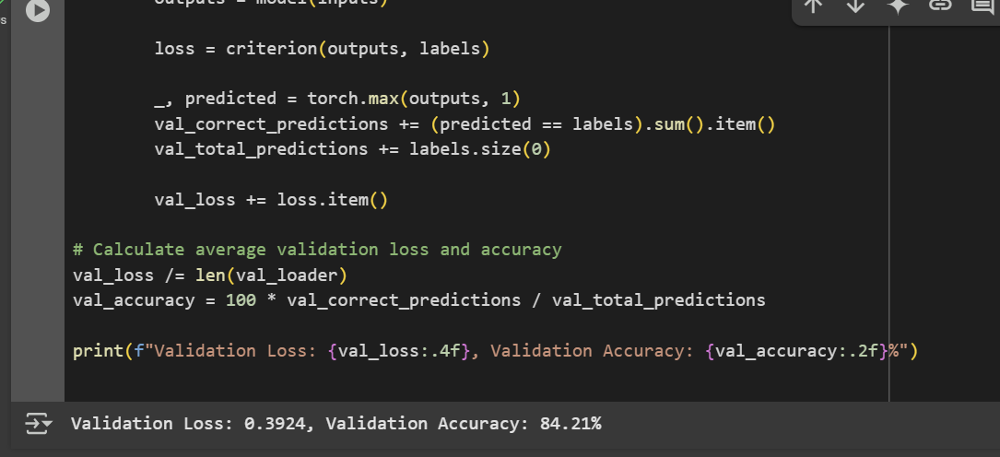 s
outputs = model(inputs)
loss = criterion(outputs, labels)
_, predicted = torch.max(outputs, 1)
val_correct_predictions += (predicted == labels).sum().item()
val_total_predictions += labels.size(0)
val_loss += loss.item()
# Calculate average validation loss and accuracy
val_loss /= len(val_loader)
val_accuracy = 100 * val_correct_predictions / val_total_predictions
print(f"Validation Loss: {val_loss:.4f}, Validation Accuracy: {val_accuracy:.2f}%")
Validation Loss: 0.3924, Validation Accuracy: 84.21%